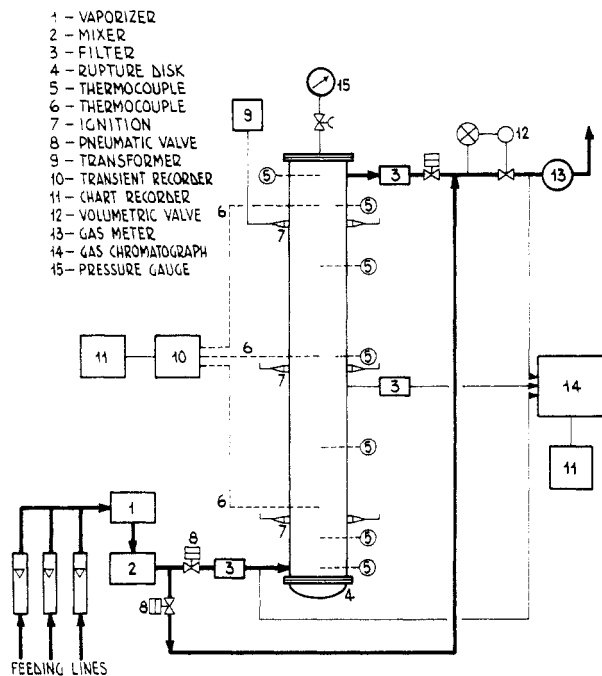 1 - VAPORIZER
2 - MIXER
3 - FILTER
4 - RUPTURE DISK
5 - THERMOCOUPLE
6 - THERMOCOUPLE
7 - IGNITION
8 - PNEUMATIC VALVE
9 - TRANSFORMER
10 - TRANSIENT RECORDER
11 - CHART RECORDER
12 - VOLUMETRIC VALVE
13 - GAS METER
14 - GAS CHROMATOGRAPH
15 - PRESSURE GAUGE
15
9
12
5
3
13
6
5
7
5
11
10
6
5
7
3
14
5
11
6
1
7
8
5
2
3
5
8
4
FEEDING LINES